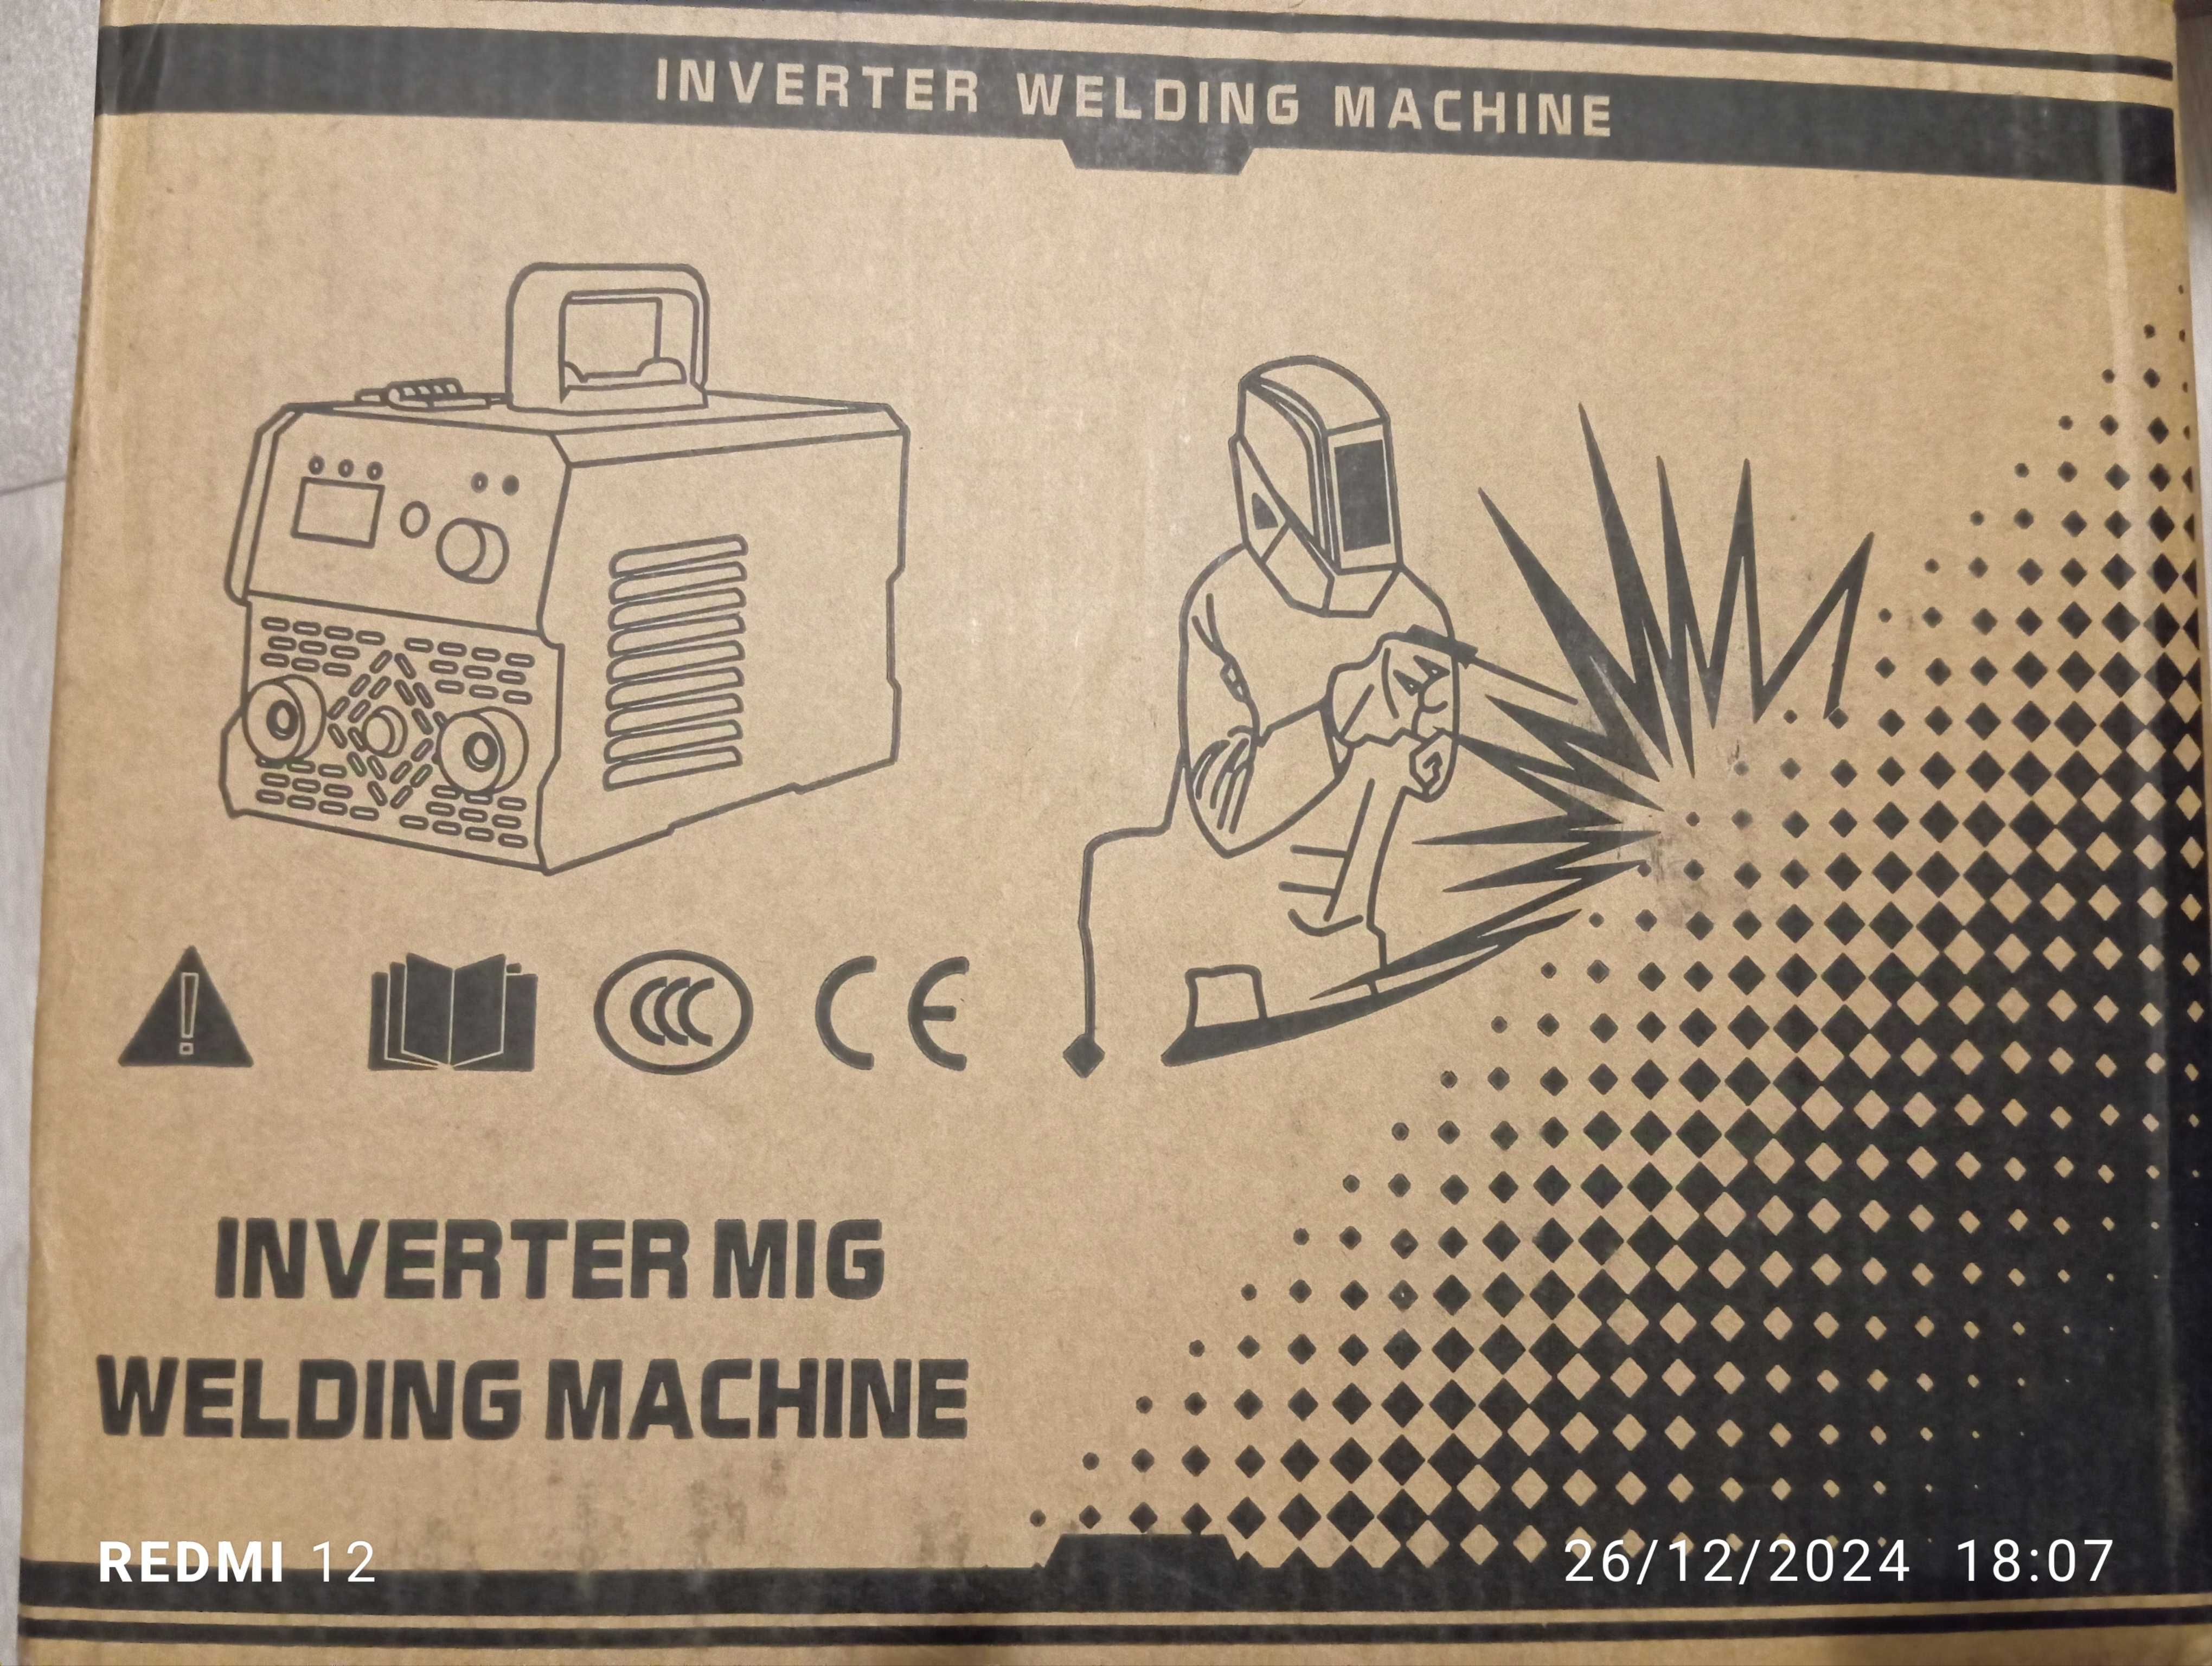 INVERTER WELDING MACHINE
CCC
CE
INVERTER MIG
WELDING MACHINE
REDMI 12
26/12/2024 18:07